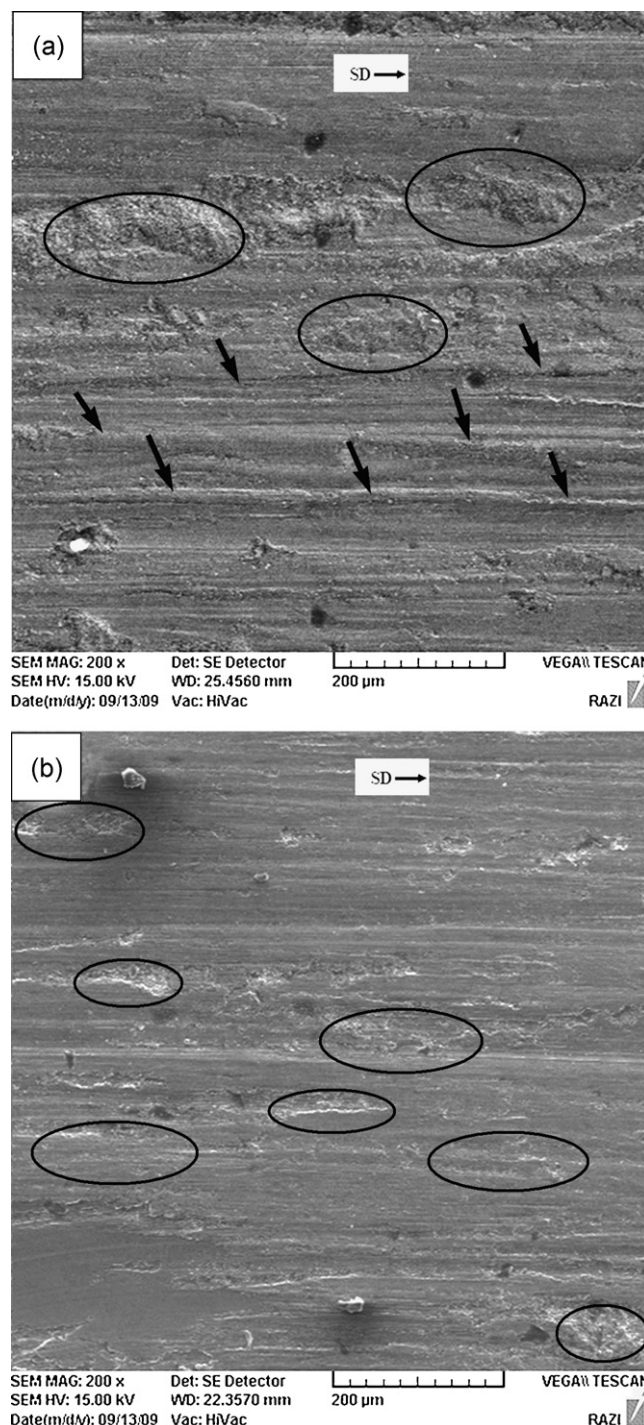 (a)
SD
SEM MAG: 200 x Det: SE Detector
SEM HV: 15.00 kV WD: 25.4560 mm 200 µm VEGA\\ TESCAN
Date(m/d/y): 09/13/09 Vac: HiVac RAZI
(b)
SD
SEM MAG: 200 x Det: SE Detector
SEM HV: 15.00 kV WD: 22.3570 mm 200 µm VEGA\\ TESCAN
Date(m/d/y): 09/13/09 Vac: HiVac RAZI